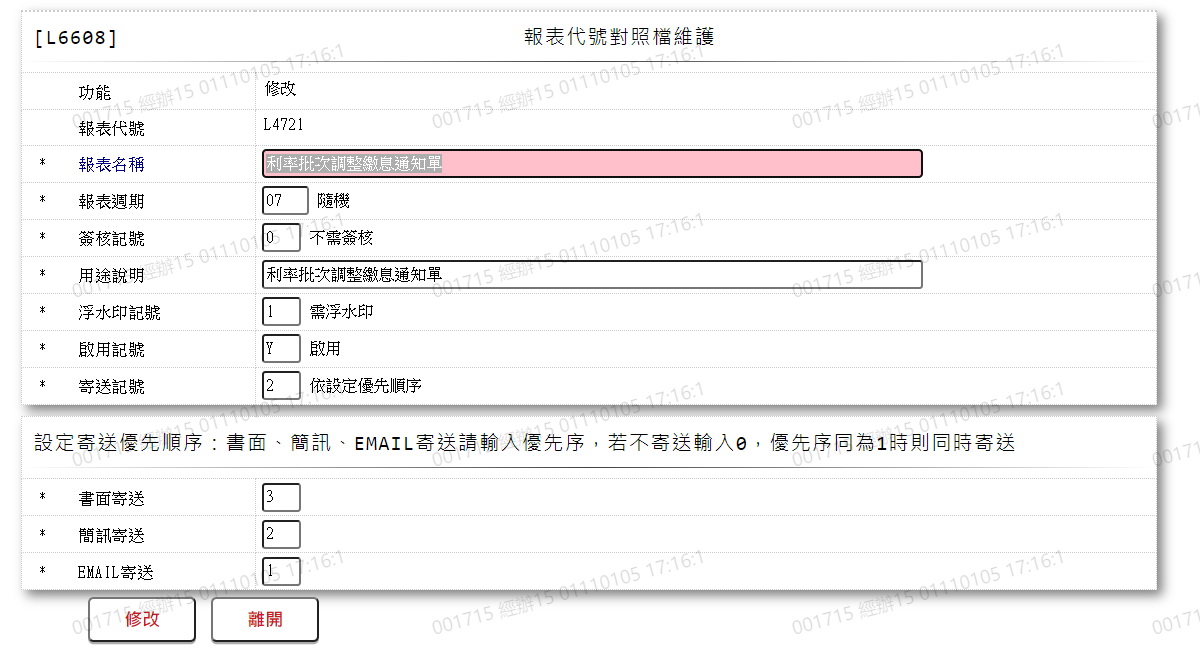 [L6608] 報表代號對照檔維護
功能 修改
報表代號 L4721
* 報表名稱 利率批次調整繳息通知單
* 報表週期 07 隨機
* 簽核記號 0 不需簽核
* 用途說明 利率批次調整繳息通知單
* 浮水印記號 1 需浮水印
* 啟用記號 Y 啟用
* 寄送記號 2 依設定優先順序
設定寄送優先順序：書面、簡訊、EMAIL寄送請輸入優先序，若不寄送輸入0，優先序同為1時則同時寄送
* 書面寄送 3
* 簡訊寄送 2
* EMAIL寄送 1
修改 離開
001715 經辦15 01110105 17:16:1